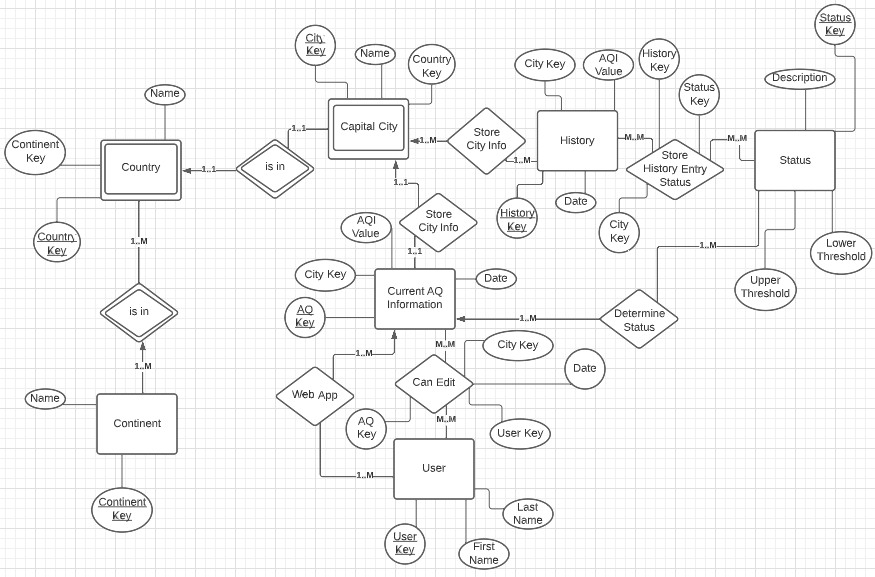 Status
Key
City
Key
Name
Country
Key
City Key
AQI
Value
History
Key
Status
Key
Description
Name
Capital City
1..1
Store
City Info
1..M
History
M..M
M..M
Status
Continent
Key
Country
1..1
is in
1..M
Store
History Entry
Status
1..1
Date
History
Key
City
Key
AQI
Value
Store
City Info
Country
Key
1..M
1..M
Lower
Threshold
1..1
City Key
Current AQ
Information
Date
Upper
Threshold
is in
AQ
Key
1..M
Determine
Status
M..M
City Key
1..M
1..M
Date
Name
Web App
Can Edit
Continent
AQ
Key
M..M
User Key
User
1..M
Continent
Key
Last
Name
User
Key
First
Name